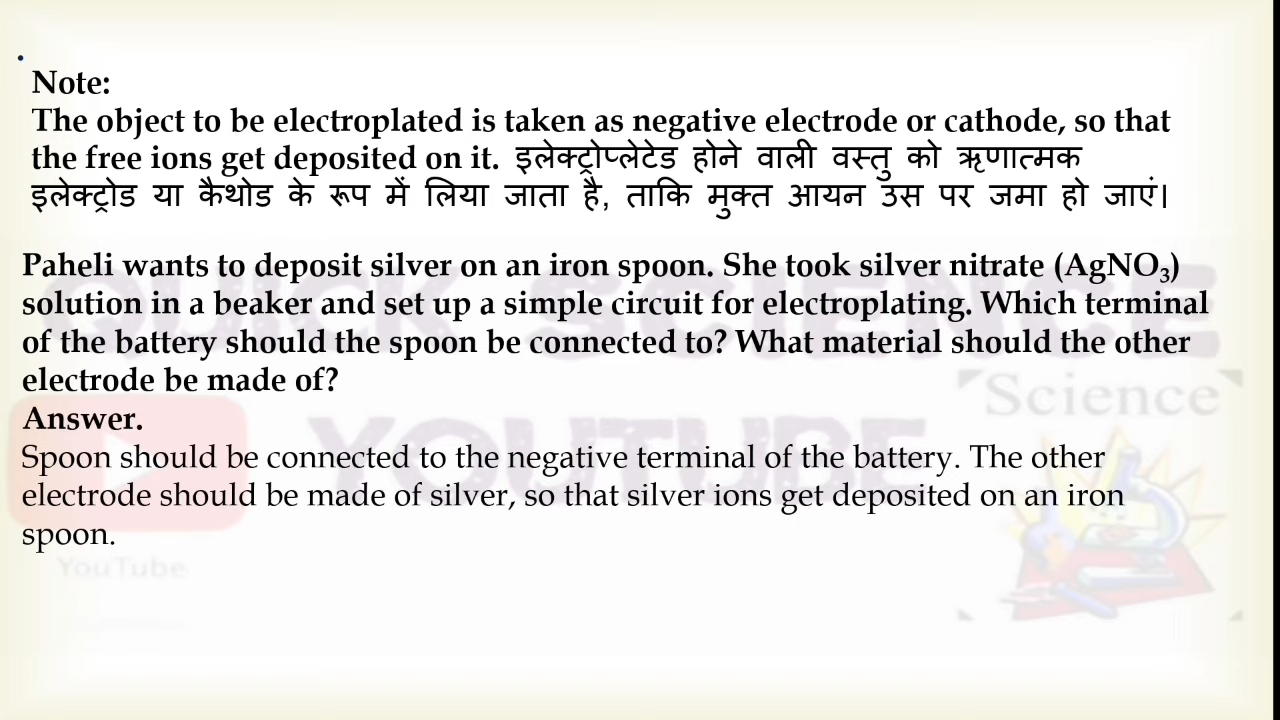 .
Note:
The object to be electroplated is taken as negative electrode or cathode, so that
the free ions get deposited on it. इलेक्ट्रोप्लेटेड होने वाली वस्तु को ऋणात्मक
इलेक्ट्रोड या कैथोड के रूप में लिया जाता है, ताकि मुक्त आयन उस पर जमा हो जाएं।
Paheli wants to deposit silver on an iron spoon. She took silver nitrate (AgNO₃)
solution in a beaker and set up a simple circuit for electroplating. Which terminal
of the battery should the spoon be connected to? What material should the other
electrode be made of?
Answer.
Spoon should be connected to the negative terminal of the battery. The other
electrode should be made of silver, so that silver ions get deposited on an iron
spoon.
QUICK SCIENCE
YOUTUBE
Science
YouTube